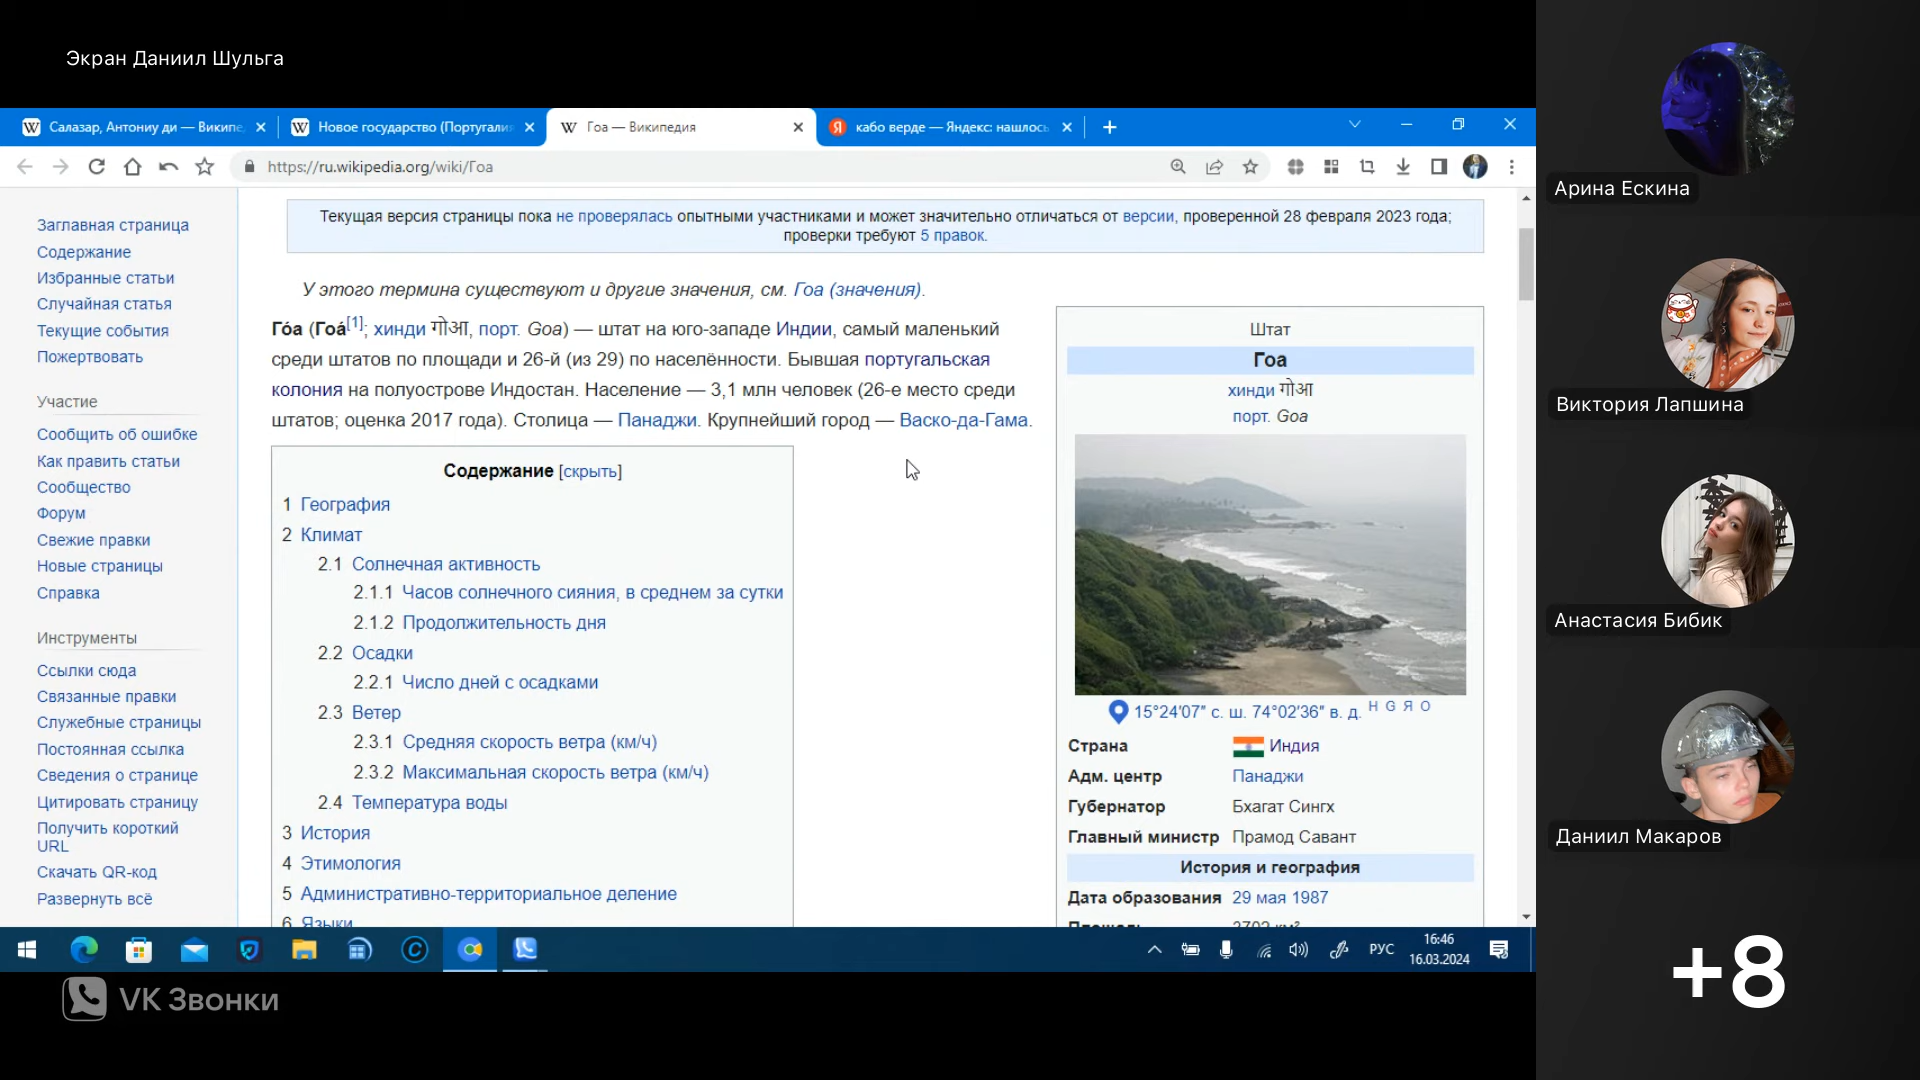 Экран Даниил Шульга
Салазар, Антониу ди — Википе
Новое государство (Португали
Гоа — Википедия
кабо верде — Яндекс: нашлось
https://ru.wikipedia.org/wiki/Гоа
Заглавная страница
Содержание
Избранные статьи
Случайная статья
Текущие события
Пожертвовать
Участие
Сообщить об ошибке
Как править статьи
Сообщество
Форум
Свежие правки
Новые страницы
Справка
Инструменты
Ссылки сюда
Связанные правки
Служебные страницы
Постоянная ссылка
Сведения о странице
Цитировать страницу
Получить короткий
URL
Скачать QR-код
Развернуть всё
Текущая версия страницы пока не проверялась опытными участниками и может значительно отличаться от версии, проверенной 28 февраля 2023 года;
проверки требуют 5 правок.
У этого термина существуют и другие значения, см. Гоа (значения).
Го́а (Гоа́[1]; хинди गोआ, порт. Goa) — штат на юго-западе Индии, самый маленький
среди штатов по площади и 26-й (из 29) по населённости. Бывшая португальская
колония на полуострове Индостан. Население — 3,1 млн человек (26-е место среди
штатов; оценка 2017 года). Столица — Панаджи. Крупнейший город — Васко-да-Гама.
Содержание [скрыть]
1 География
2 Климат
2.1 Солнечная активность
2.1.1 Часов солнечного сияния, в среднем за сутки
2.1.2 Продолжительность дня
2.2 Осадки
2.2.1 Число дней с осадками
2.3 Ветер
2.3.1 Средняя скорость ветра (км/ч)
2.3.2 Максимальная скорость ветра (км/ч)
2.4 Температура воды
3 История
4 Этимология
5 Административно-территориальное деление
6 Языки
Штат
Гоа
хинди गोआ
порт. Goa
15°24′07″ с. ш. 74°02′36″ в. д. H G Я O
Страна Индия
Адм. центр Панаджи
Губернатор Бхагат Сингх
Главный министр Прамод Савант
История и география
Дата образования 29 мая 1987
Площадь 3702 км²
РУС
16:46
16.03.2024
VK Звонки
Арина Ескина
Виктория Лапшина
Анастасия Бибик
Даниил Макаров
+8